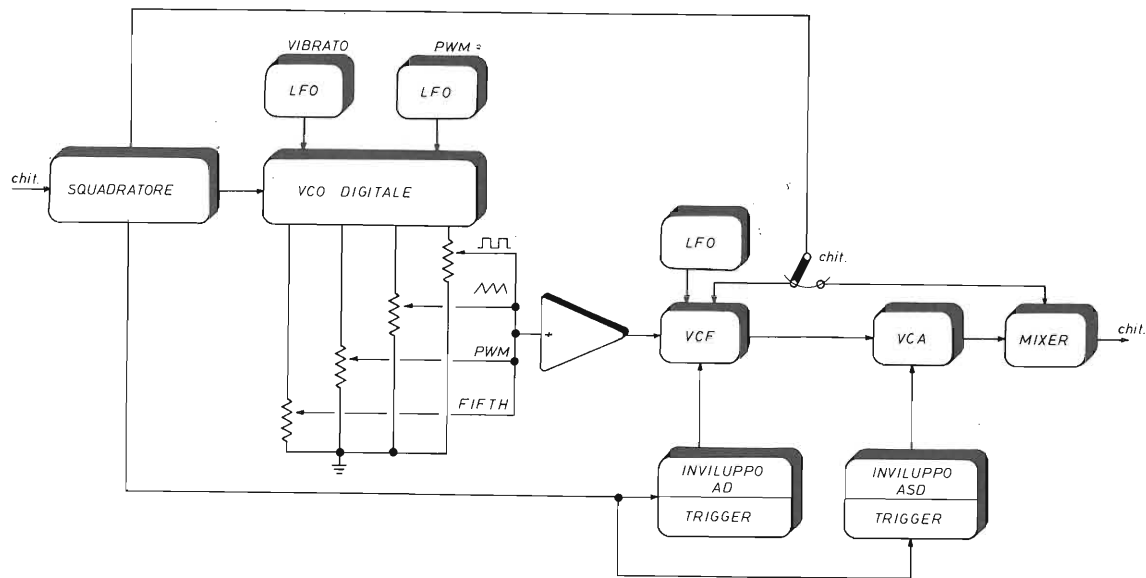 VIBRATO
PWM
LFO
LFO
chit.
SQUADRATORE
VCO DIGITALE
LFO
chit.
PWM
FIFTH
+
VCF
VCA
MIXER
chit.
INVILUPPO
AD
TRIGGER
INVILUPPO
ASD
TRIGGER